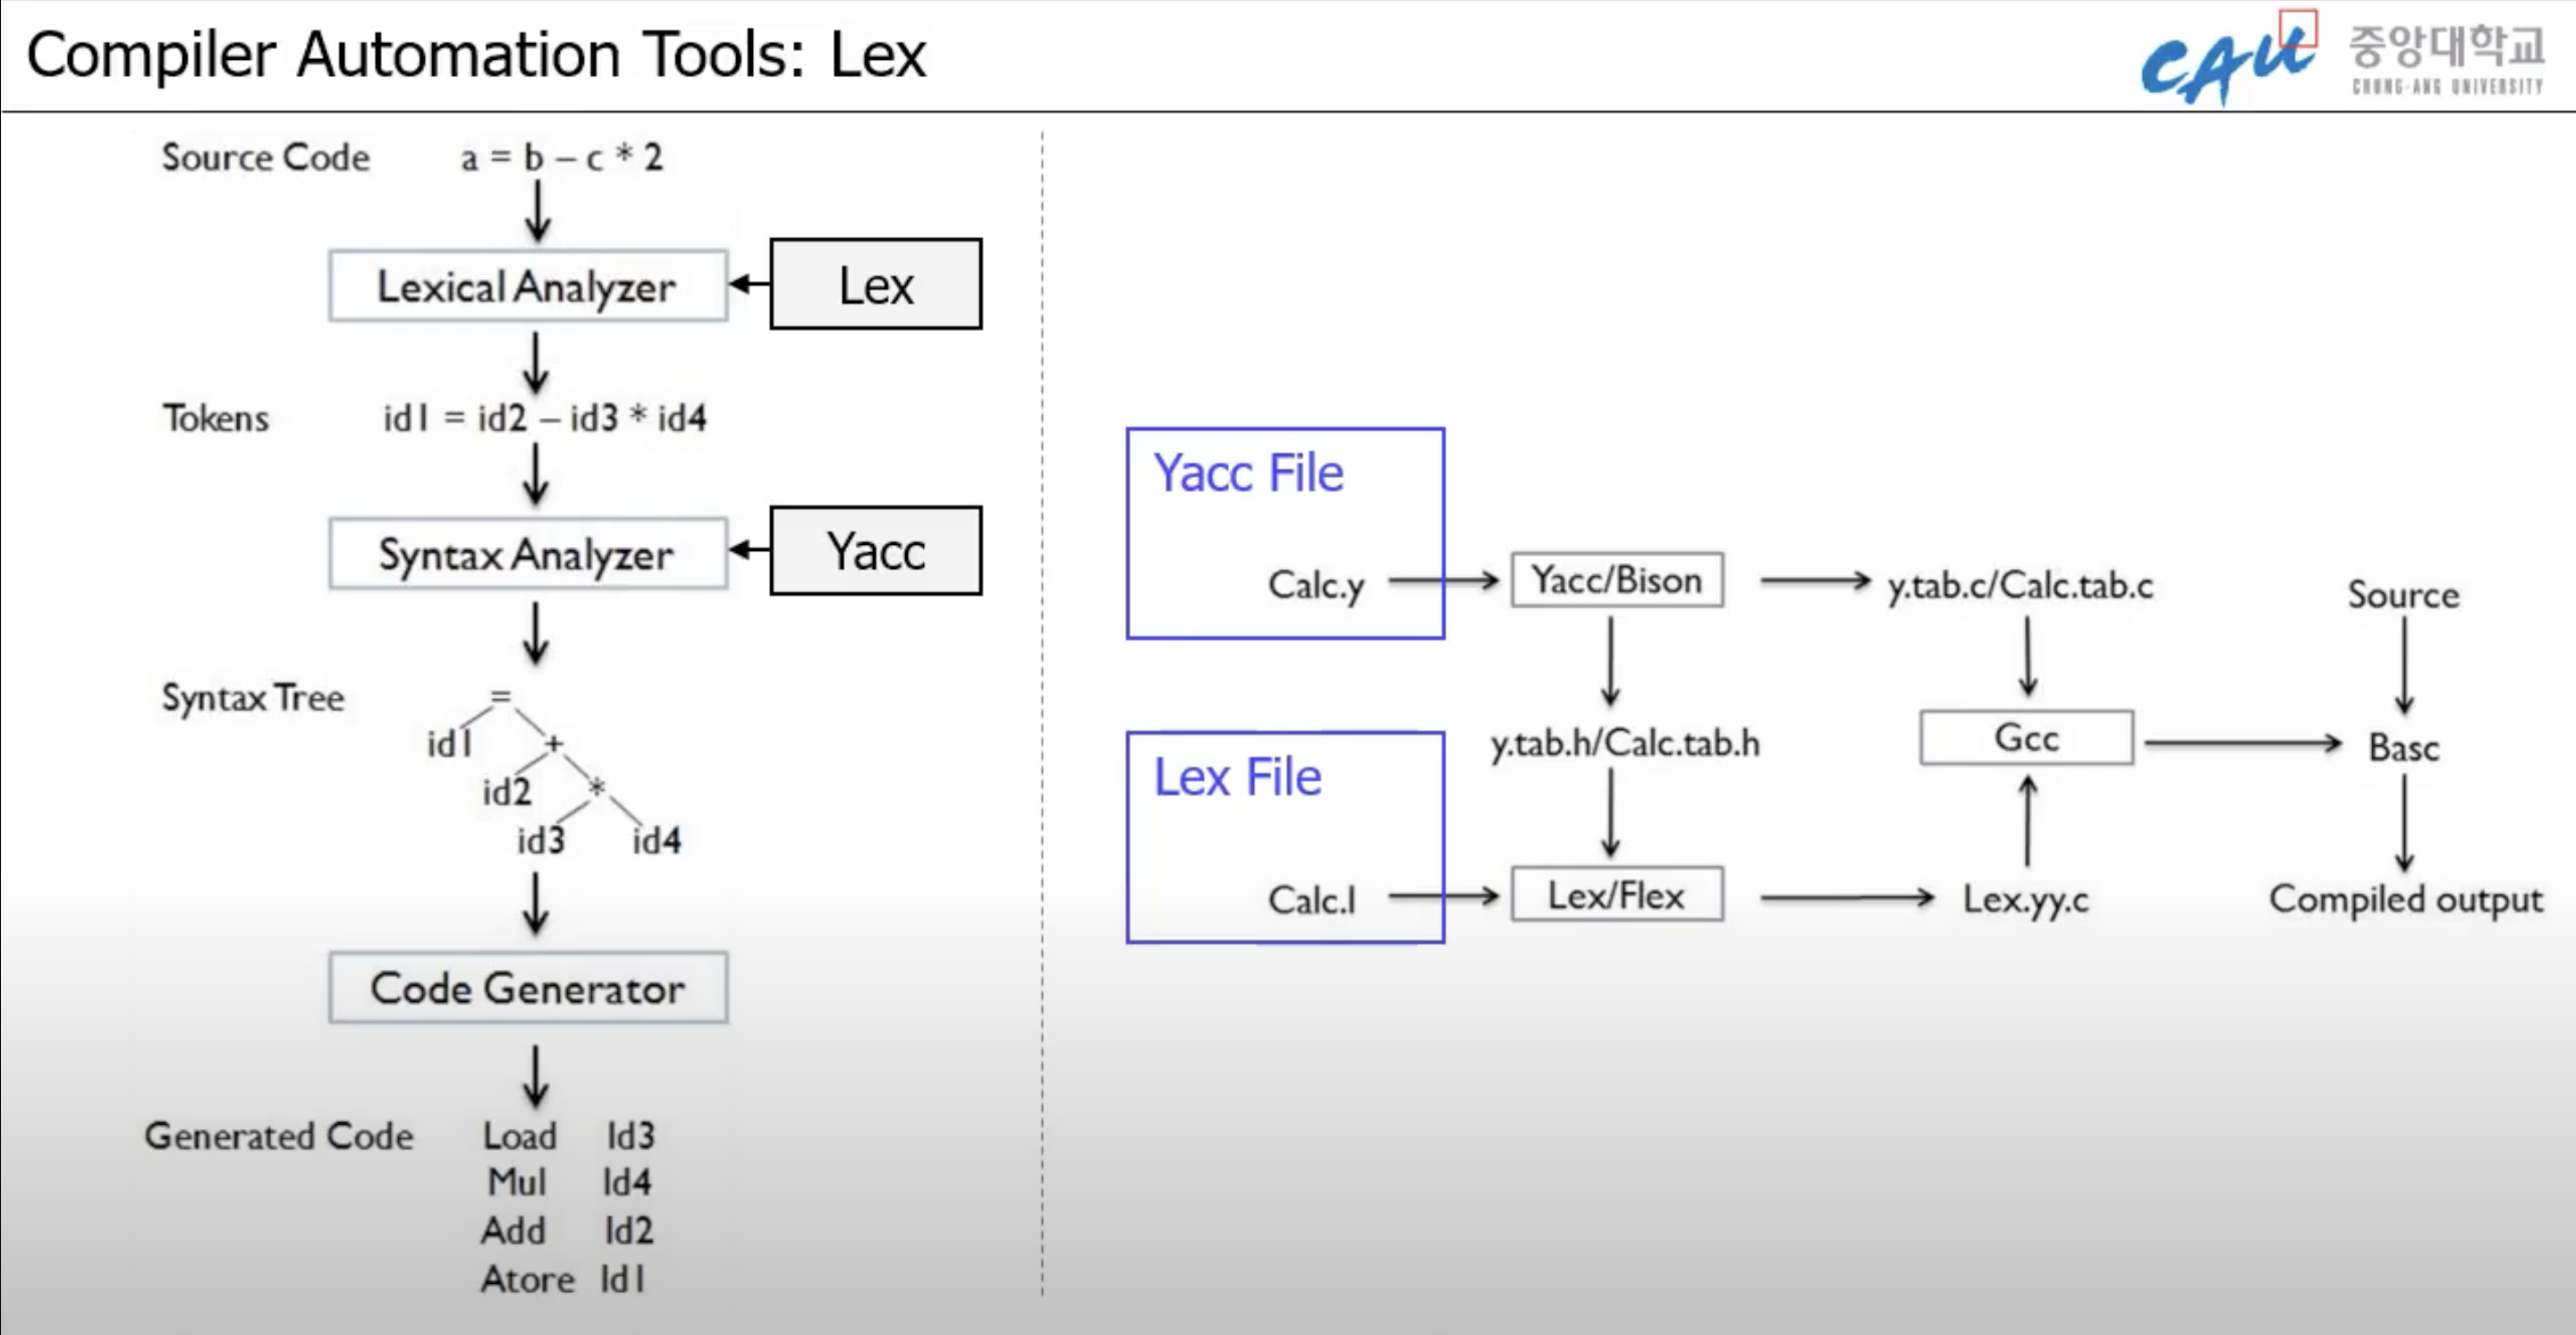 Compiler Automation Tools: Lex
CAU 중앙대학교
CHUNG-ANG UNIVERSITY
Source Code a = b – c * 2
Lexical Analyzer
Lex
Tokens id1 = id2 – id3 * id4
Syntax Analyzer
Yacc
Syntax Tree
=
id1
+
id2
*
id3 id4
Code Generator
Generated Code Load Id3
Mul Id4
Add Id2
Atore Id1
Yacc File
Calc.y
Yacc/Bison
y.tab.c/Calc.tab.c
Source
y.tab.h/Calc.tab.h
Gcc
Basc
Lex File
Calc.l
Lex/Flex
Lex.yy.c
Compiled output